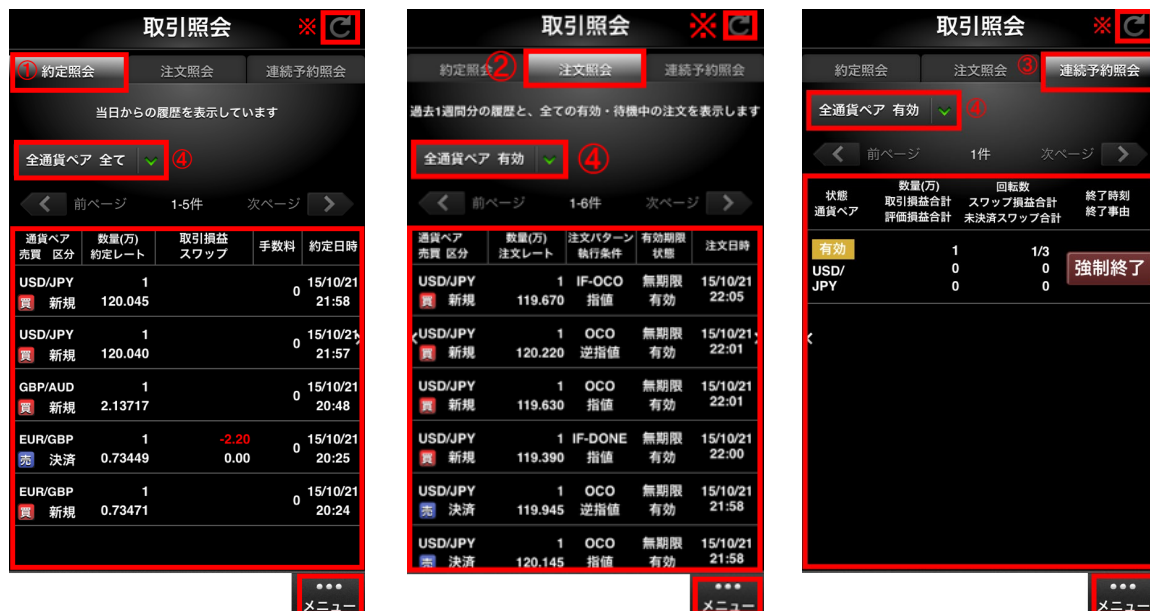 取引照会 ※
① 約定照会 注文照会 連続予約照会
当日からの履歴を表示しています
全通貨ペア 全て ④
前ページ 1-5件 次ページ
通貨ペア 数量(万) 取引損益 手数料 約定日時
売買 区分 約定レート スワップ
USD/JPY 1 0 15/10/21
買 新規 120.045 21:58
USD/JPY 1 0 15/10/21
買 新規 120.040 21:57
GBP/AUD 1 0 15/10/21
買 新規 2.13717 20:48
EUR/GBP 1 -2.20 0 15/10/21
売 決済 0.73449 0.00 20:25
EUR/GBP 1 0 15/10/21
買 新規 0.73471 20:24
メニュー
取引照会 ※
約定照会 ② 注文照会 連続予約照会
過去1週間分の履歴と、全ての有効・待機中の注文を表示します
全通貨ペア 有効 ④
前ページ 1-6件 次ページ
通貨ペア 数量(万) 注文パターン 有効期限 注文日時
売買 区分 注文レート 執行条件 状態
USD/JPY 1 IF-OCO 無期限 15/10/21
買 新規 119.670 指値 有効 22:05
USD/JPY 1 OCO 無期限 15/10/21
買 新規 120.220 逆指値 有効 22:01
USD/JPY 1 OCO 無期限 15/10/21
買 新規 119.630 指値 有効 22:01
USD/JPY 1 IF-DONE 無期限 15/10/21
買 新規 119.390 指値 有効 22:00
USD/JPY 1 OCO 無期限 15/10/21
売 決済 119.945 逆指値 有効 21:58
USD/JPY 1 OCO 無期限 15/10/21
売 決済 120.145 指値 有効 21:58
メニュー
取引照会 ※
約定照会 注文照会 ③ 連続予約照会
全通貨ペア 有効 ④
前ページ 1件 次ページ
状態 数量(万) 回転数 終了時刻
通貨ペア 取引損益合計 スワップ損益合計 終了事由
評価損益合計 未決済スワップ合計
有効 1 1/3 強制終了
USD/ 0 0
JPY 0 0
メニュー